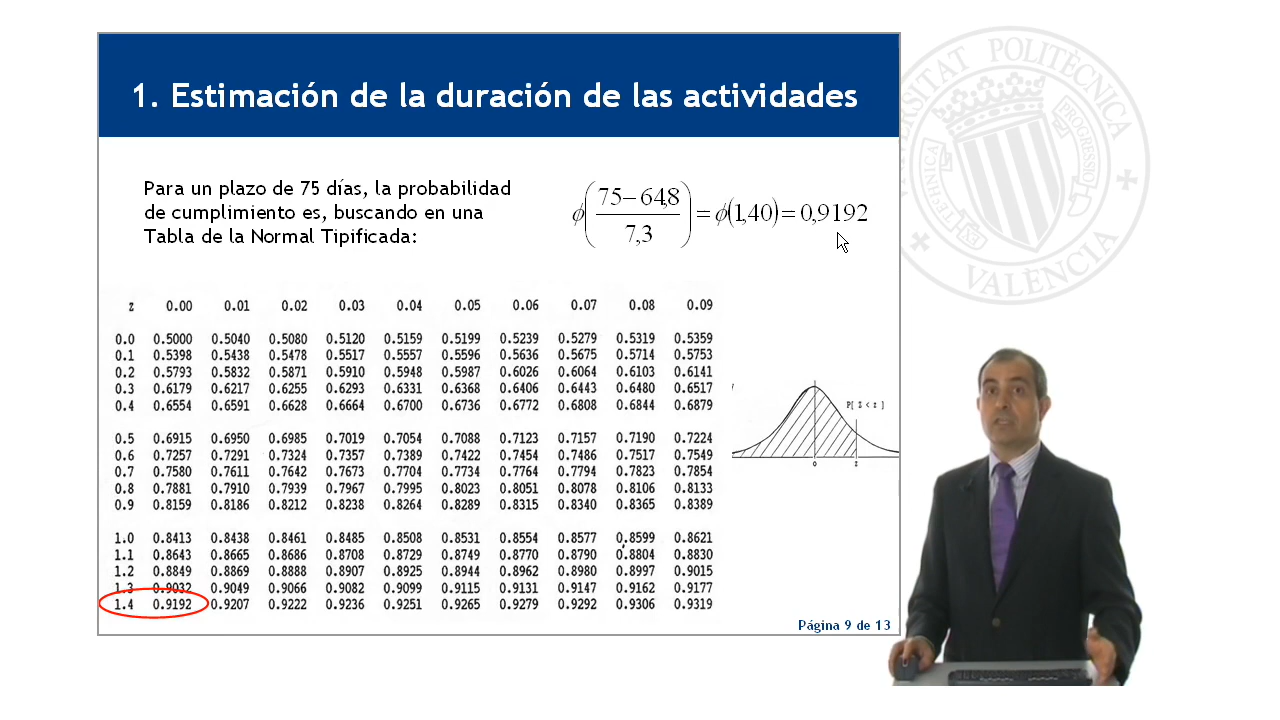 1. Estimación de la duración de las actividades
Para un plazo de 75 días, la probabilidad
de cumplimiento es, buscando en una
Tabla de la Normal Tipificada:
ϕ((75−64,8)/7,3) = ϕ(1,40) = 0,9192
z 0.00 0.01 0.02 0.03 0.04 0.05 0.06 0.07 0.08 0.09
0.0 0.5000 0.5040 0.5080 0.5120 0.5159 0.5199 0.5239 0.5279 0.5319 0.5359
0.1 0.5398 0.5438 0.5478 0.5517 0.5557 0.5596 0.5636 0.5675 0.5714 0.5753
0.2 0.5793 0.5832 0.5871 0.5910 0.5948 0.5987 0.6026 0.6064 0.6103 0.6141
0.3 0.6179 0.6217 0.6255 0.6293 0.6331 0.6368 0.6406 0.6443 0.6480 0.6517
0.4 0.6554 0.6591 0.6628 0.6664 0.6700 0.6736 0.6772 0.6808 0.6844 0.6879
0.5 0.6915 0.6950 0.6985 0.7019 0.7054 0.7088 0.7123 0.7157 0.7190 0.7224
0.6 0.7257 0.7291 0.7324 0.7357 0.7389 0.7422 0.7454 0.7486 0.7517 0.7549
0.7 0.7580 0.7611 0.7642 0.7673 0.7704 0.7734 0.7764 0.7794 0.7823 0.7854
0.8 0.7881 0.7910 0.7939 0.7967 0.7995 0.8023 0.8051 0.8078 0.8106 0.8133
0.9 0.8159 0.8186 0.8212 0.8238 0.8264 0.8289 0.8315 0.8340 0.8365 0.8389
1.0 0.8413 0.8438 0.8461 0.8485 0.8508 0.8531 0.8554 0.8577 0.8599 0.8621
1.1 0.8643 0.8665 0.8686 0.8708 0.8729 0.8749 0.8770 0.8790 0.8804 0.8830
1.2 0.8849 0.8869 0.8888 0.8907 0.8925 0.8944 0.8962 0.8980 0.8997 0.9015
1.3 0.9032 0.9049 0.9066 0.9082 0.9099 0.9115 0.9131 0.9147 0.9162 0.9177
1.4 0.9192 0.9207 0.9222 0.9236 0.9251 0.9265 0.9279 0.9292 0.9306 0.9319
P[ Z < z ]
0 z
Página 9 de 13
POLITÈCNICA
VALÈNCIA